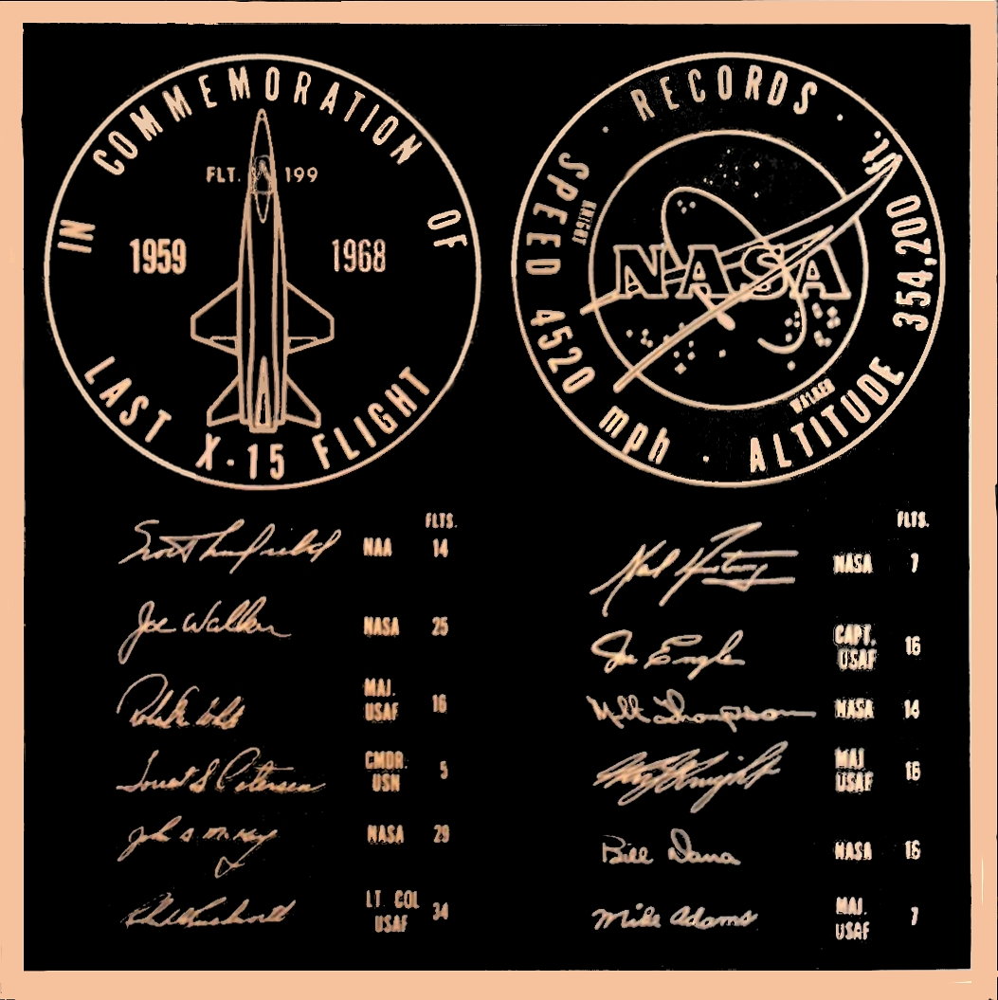 IN COMMEMORATION OF
FLT. 199
1959 1968
LAST X-15 FLIGHT
· RECORDS ·
SPEED 4520 mph
KNIGHT
NASA
· ALTITUDE 354,200 ft.
WALKER
FLTS.
Scott Crossfield NAA 14
Joe Walker NASA 25
Robert White MAJ. USAF 16
Forrest S Petersen CMDR. USN 5
John B McKay NASA 29
Bob Rushworth LT. COL USAF 34
FLTS.
Neil Armstrong NASA 7
Joe Engle CAPT. USAF 16
Milt Thompson NASA 14
Pete Knight MAJ USAF 16
Bill Dana NASA 16
Mike Adams MAJ. USAF 7